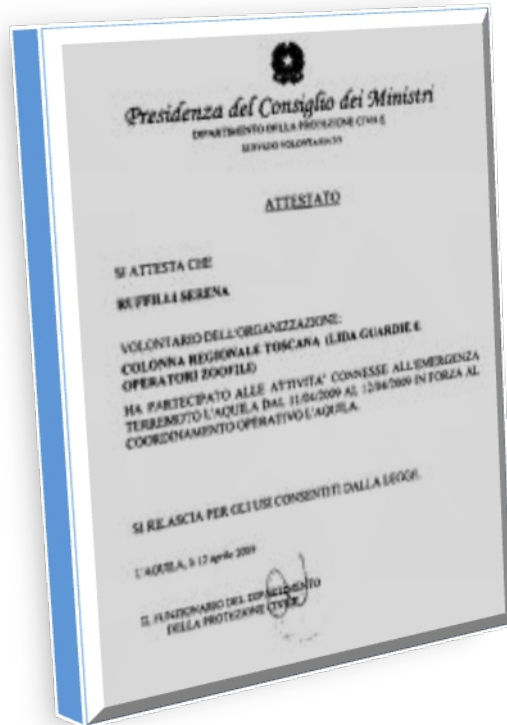 Presidenza del Consiglio dei Ministri
DIPARTIMENTO DELLA PROTEZIONE CIVILE
SERVIZIO VOLONTARIATO
ATTESTATO
SI ATTESTA CHE
RUFFILLI SERENA
VOLONTARIO DELL'ORGANIZZAZIONE:
COLONNA REGIONALE TOSCANA (LIDA GUARDIE E
OPERATORI ZOOFILI)
HA PARTECIPATO ALLE ATTIVITA' CONNESSE ALL'EMERGENZA
TERREMOTO L'AQUILA DAL 11/04/2009 AL 12/04/2009 IN FORZA AL
COORDINAMENTO OPERATIVO L'AQUILA.
SI RILASCIA PER GLI USI CONSENTITI DALLA LEGGE.
L'AQUILA, li 12 aprile 2009
IL FUNZIONARIO DEL DIPARTIMENTO
DELLA PROTEZIONE CIVILE